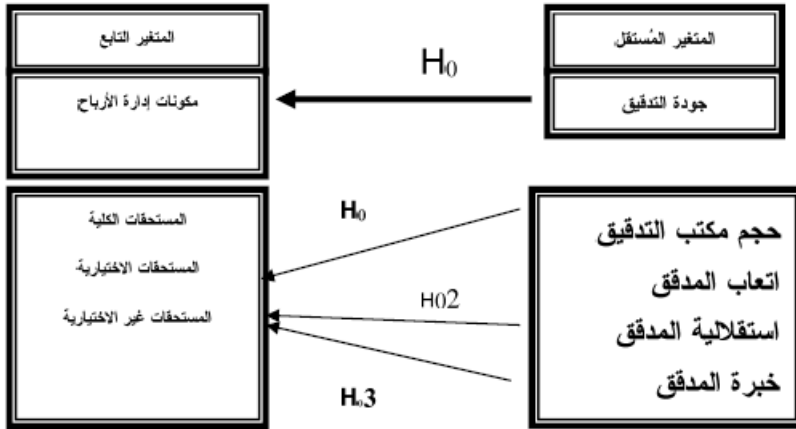 المتغير المُستقل
المتغير التابع
H0
جودة التدقيق
مكونات إدارة الأرباح
حجم مكتب التدقيق
اتعاب المدقق
استقلالية المدقق
خبرة المدقق
H0
H02
H03
المستحقات الكلية
المستحقات الاختيارية
المستحقات غير الاختيارية